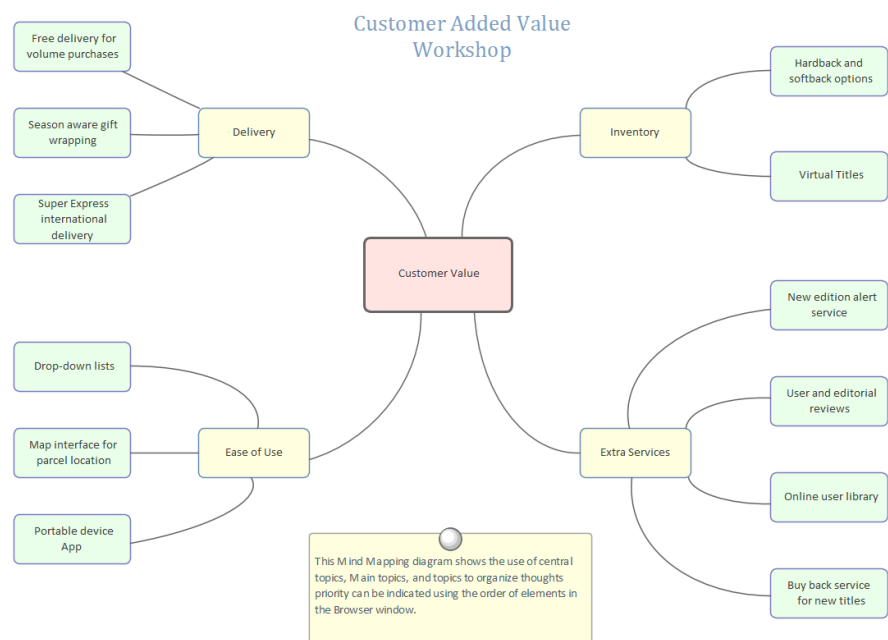 Customer Added Value
Workshop
Free delivery for
volume purchases
Season aware gift
wrapping
Super Express
international
delivery
Delivery
Inventory
Hardback and
softback options
Virtual Titles
Customer Value
Drop-down lists
Map interface for
parcel location
Portable device
App
Ease of Use
Extra Services
New edition alert
service
User and editorial
reviews
Online user library
Buy back service
for new titles
This Mind Mapping diagram shows the use of central
topics, Main topics, and topics to organize thoughts
priority can be indicated using the order of elements in
the Browser window.